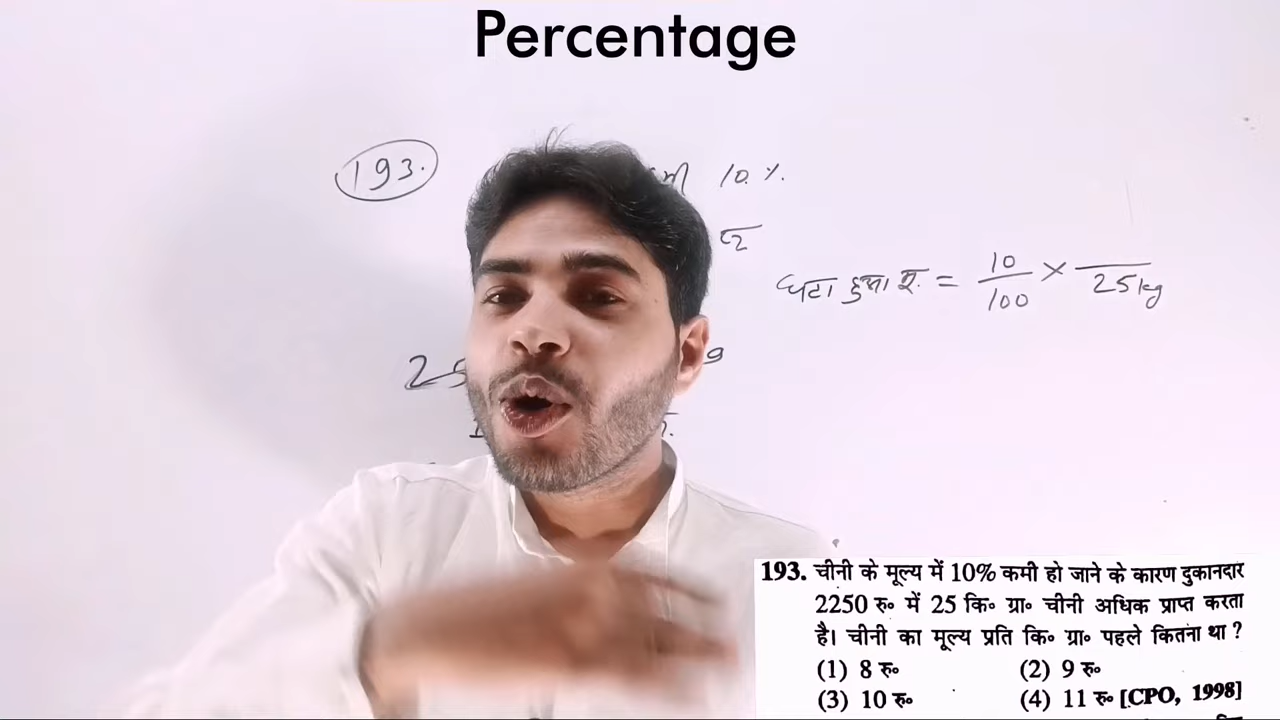 Percentage
193.
10 %.
घटा हुआ मू. = 10/100 × 25kg
193. चीनी के मूल्य में 10% कमी हो जाने के कारण दुकानदार
2250 रु॰ में 25 कि॰ ग्रा॰ चीनी अधिक प्राप्त करता
है। चीनी का मूल्य प्रति कि॰ ग्रा॰ पहले कितना था ?
(1) 8 रु॰ (2) 9 रु॰
(3) 10 रु॰ (4) 11 रु॰ [CPO, 1998]